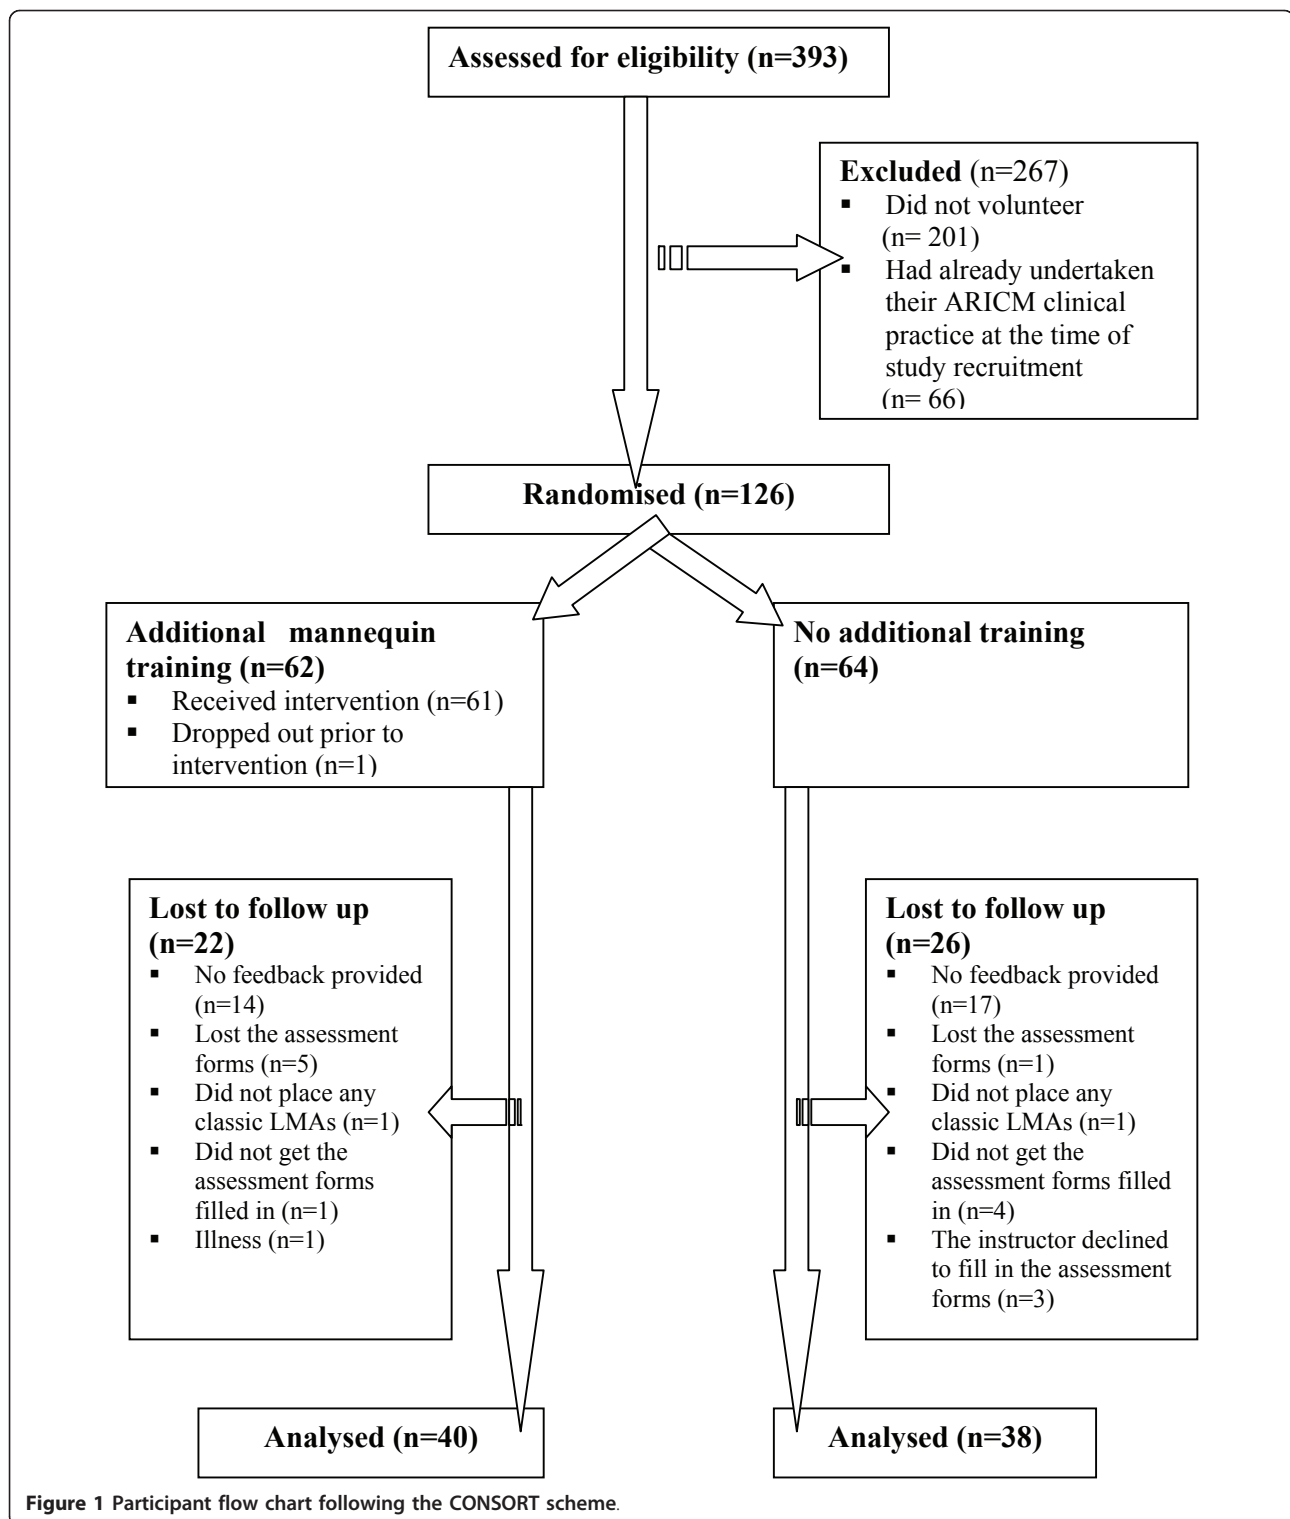 Assessed for eligibility (n=393)
Excluded (n=267)
▪ Did not volunteer
(n= 201)
▪ Had already undertaken
their ARICM clinical
practice at the time of
study recruitment
(n= 66)
Randomised (n=126)
Additional mannequin
training (n=62)
▪ Received intervention (n=61)
▪ Dropped out prior to
intervention (n=1)
No additional training
(n=64)
Lost to follow up
(n=22)
▪ No feedback provided
(n=14)
▪ Lost the assessment
forms (n=5)
▪ Did not place any
classic LMAs (n=1)
▪ Did not get the
assessment forms
filled in (n=1)
▪ Illness (n=1)
Lost to follow up
(n=26)
▪ No feedback provided
(n=17)
▪ Lost the assessment
forms (n=1)
▪ Did not place any
classic LMAs (n=1)
▪ Did not get the
assessment forms filled
in (n=4)
▪ The instructor declined
to fill in the assessment
forms (n=3)
Analysed (n=40)
Analysed (n=38)
Figure 1 Participant flow chart following the CONSORT scheme.